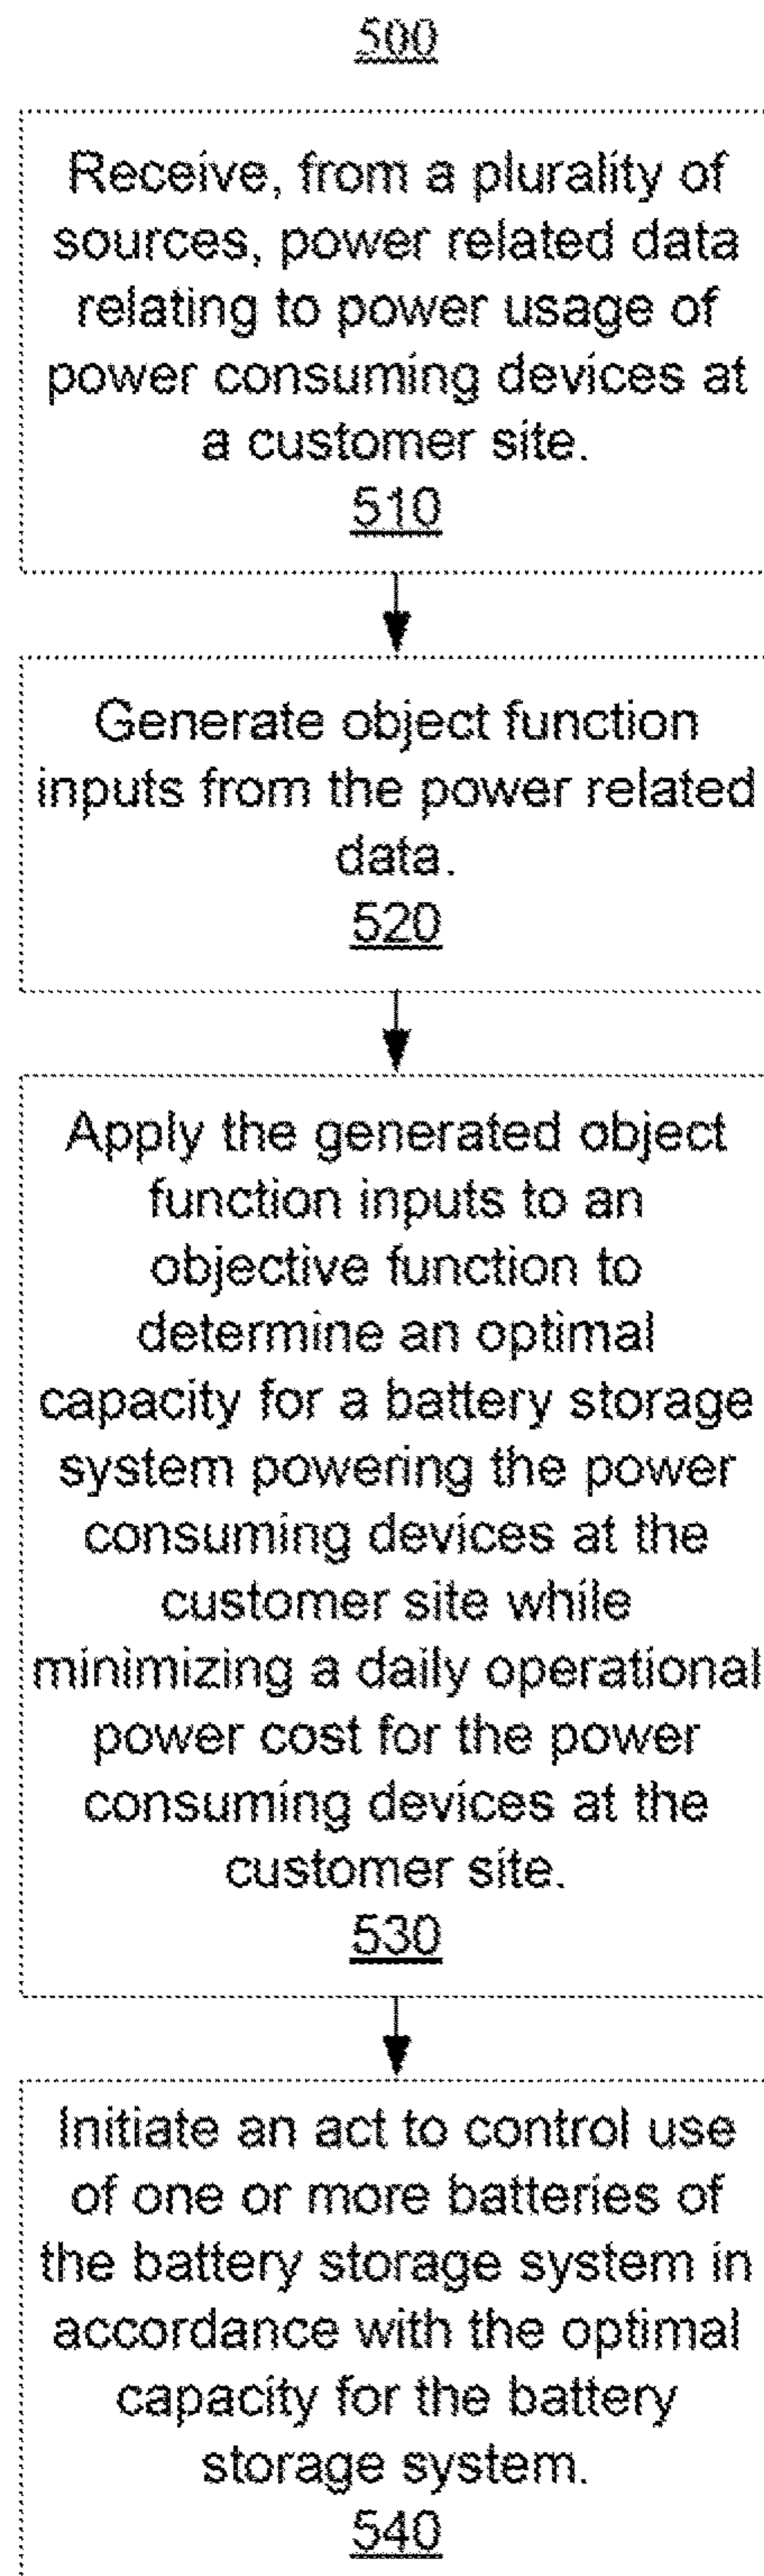 500
Receive, from a plurality of
sources, power related data
relating to power usage of
power consuming devices at
a customer site.
510
Generate object function
inputs from the power related
data.
520
Apply the generated object
function inputs to an
objective function to
determine an optimal
capacity for a battery storage
system powering the power
consuming devices at the
customer site while
minimizing a daily operational
power cost for the power
consuming devices at the
customer site.
530
Initiate an act to control use
of one or more batteries of
the battery storage system in
accordance with the optimal
capacity for the battery
storage system.
540